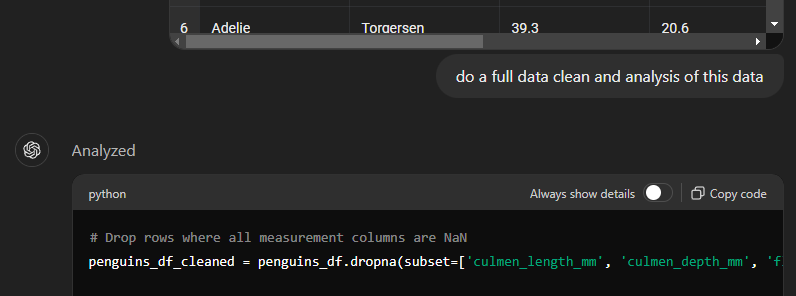 6 Adelie Torgersen 39.3 20.6
do a full data clean and analysis of this data
Analyzed
python Always show details Copy code
# Drop rows where all measurement columns are NaN
penguins_df_cleaned = penguins_df.dropna(subset=['culmen_length_mm', 'culmen_depth_mm', 'f